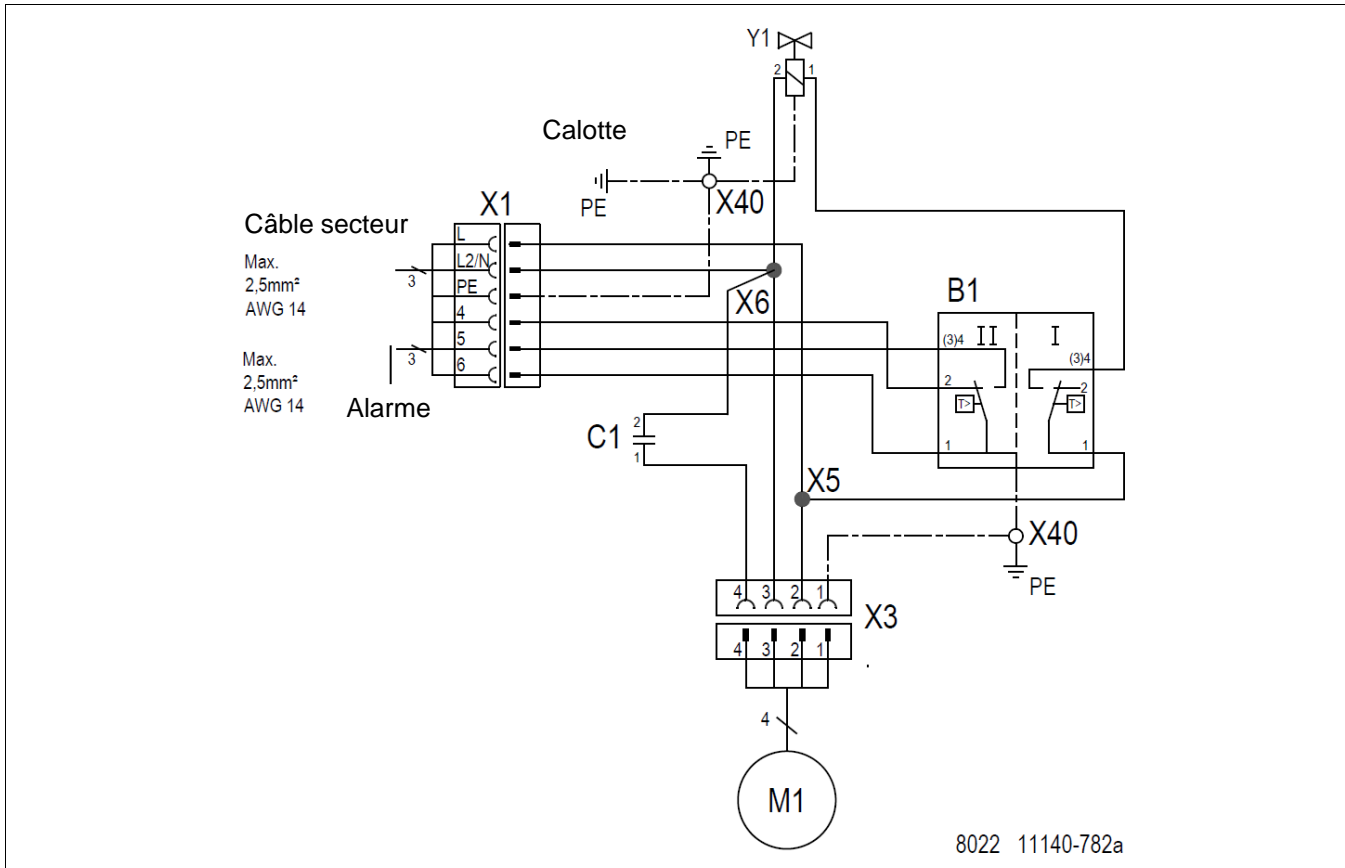 Y1
2 1
Calotte
PE
PE
X40
X1
Câble secteur
Max.
2,5mm²
AWG 14
3
L
L2/N
PE
4
5
6
X6
B1
II I
(3)4
(3)4
2
2
T>
T>
1
1
Max.
2,5mm²
AWG 14
3
Alarme
C1
2
1
X5
X40
PE
4 3 2 1
X3
4 3 2 1
4
M1
8022 11140-782a